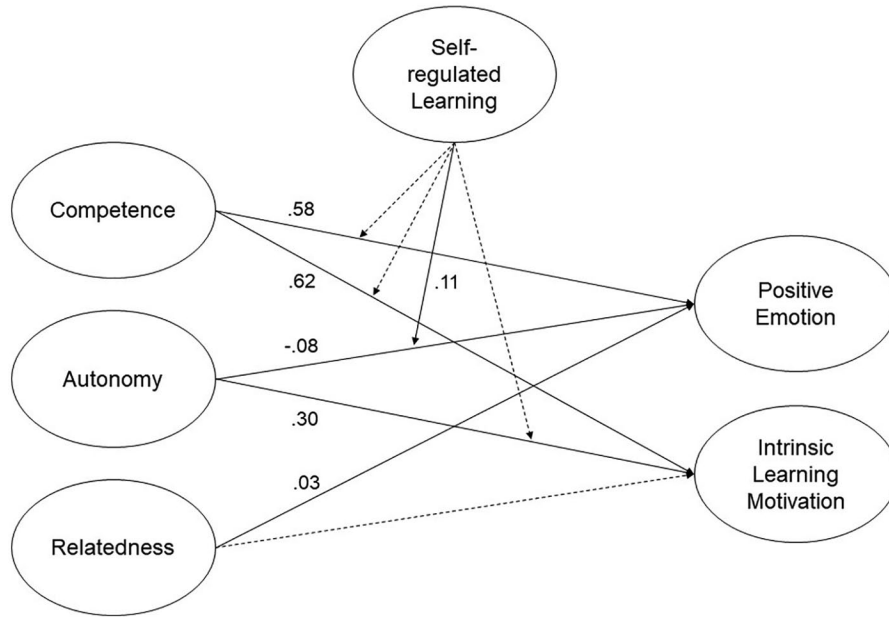 Self-
regulated
Learning
Competence
.58
.62
.11
Positive
Emotion
Autonomy
-.08
.30
Intrinsic
Learning
Motivation
.03
Relatedness